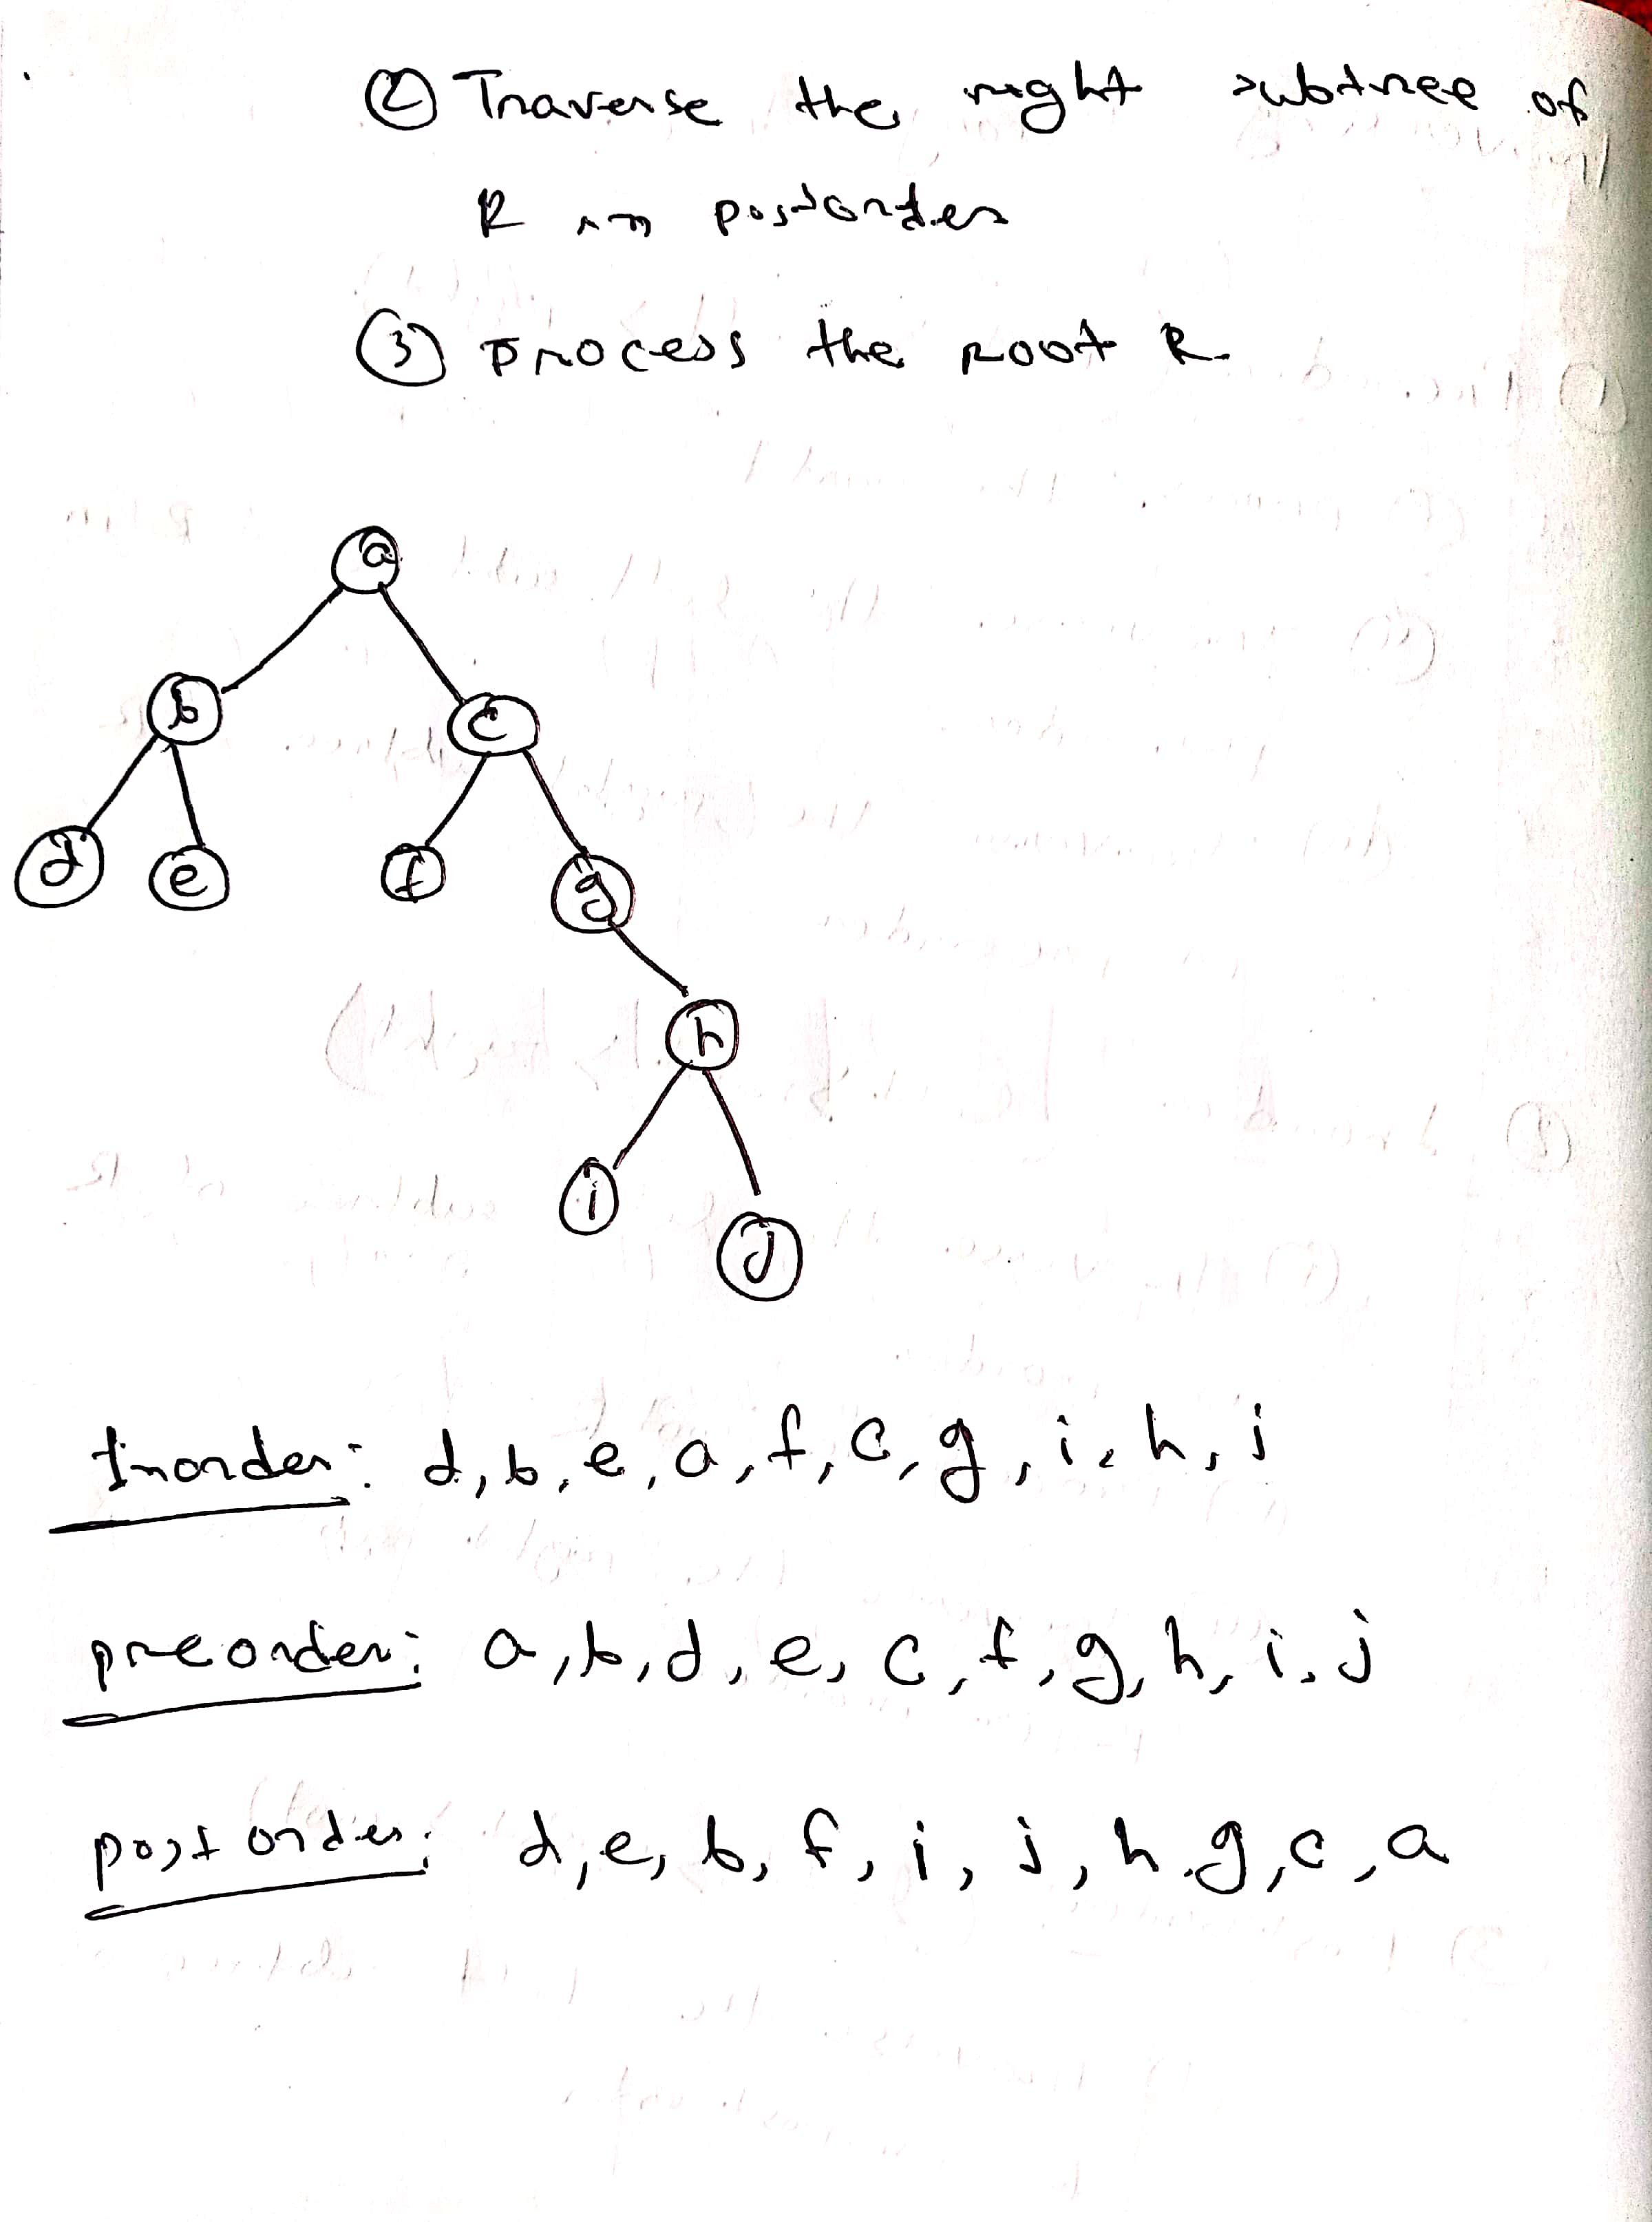 ② Traverse the right subtree of
R in postorder
③ process the root R.
a
b c
d e f g
h
i
j
Inorder: d, b, e, a, f, c, g, i, h, j
preorder: a, b, d, e, c, f, g, h, i, j
post order: d, e, b, f, i, j, h, g, c, a